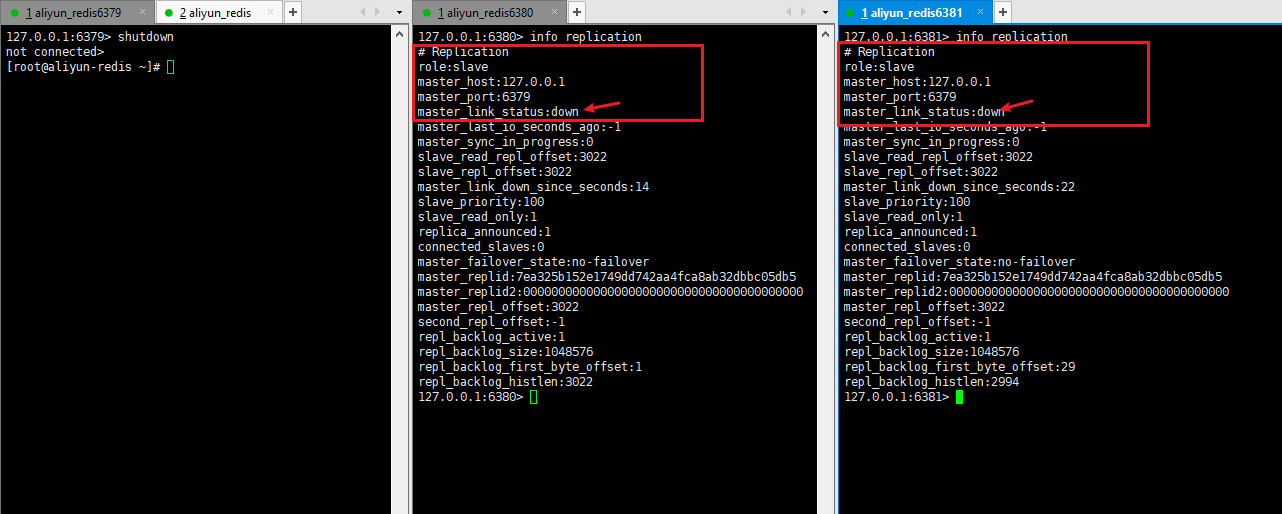 1 aliyun_redis6379
2 aliyun_redis
127.0.0.1:6379> shutdown
not connected>
[root@aliyun-redis ~]#
1 aliyun_redis6380
127.0.0.1:6380> info replication
# Replication
role:slave
master_host:127.0.0.1
master_port:6379
master_link_status:down
master_last_io_seconds_ago:-1
master_sync_in_progress:0
slave_read_repl_offset:3022
slave_repl_offset:3022
master_link_down_since_seconds:14
slave_priority:100
slave_read_only:1
replica_announced:1
connected_slaves:0
master_failover_state:no-failover
master_replid:7ea325b152e1749dd742aa4fca8ab32dbbc05db5
master_replid2:0000000000000000000000000000000000000000
master_repl_offset:3022
second_repl_offset:-1
repl_backlog_active:1
repl_backlog_size:1048576
repl_backlog_first_byte_offset:1
repl_backlog_histlen:3022
127.0.0.1:6380>
1 aliyun_redis6381
127.0.0.1:6381> info replication
# Replication
role:slave
master_host:127.0.0.1
master_port:6379
master_link_status:down
master_last_io_seconds_ago:-1
master_sync_in_progress:0
slave_read_repl_offset:3022
slave_repl_offset:3022
master_link_down_since_seconds:22
slave_priority:100
slave_read_only:1
replica_announced:1
connected_slaves:0
master_failover_state:no-failover
master_replid:7ea325b152e1749dd742aa4fca8ab32dbbc05db5
master_replid2:0000000000000000000000000000000000000000
master_repl_offset:3022
second_repl_offset:-1
repl_backlog_active:1
repl_backlog_size:1048576
repl_backlog_first_byte_offset:29
repl_backlog_histlen:2994
127.0.0.1:6381>